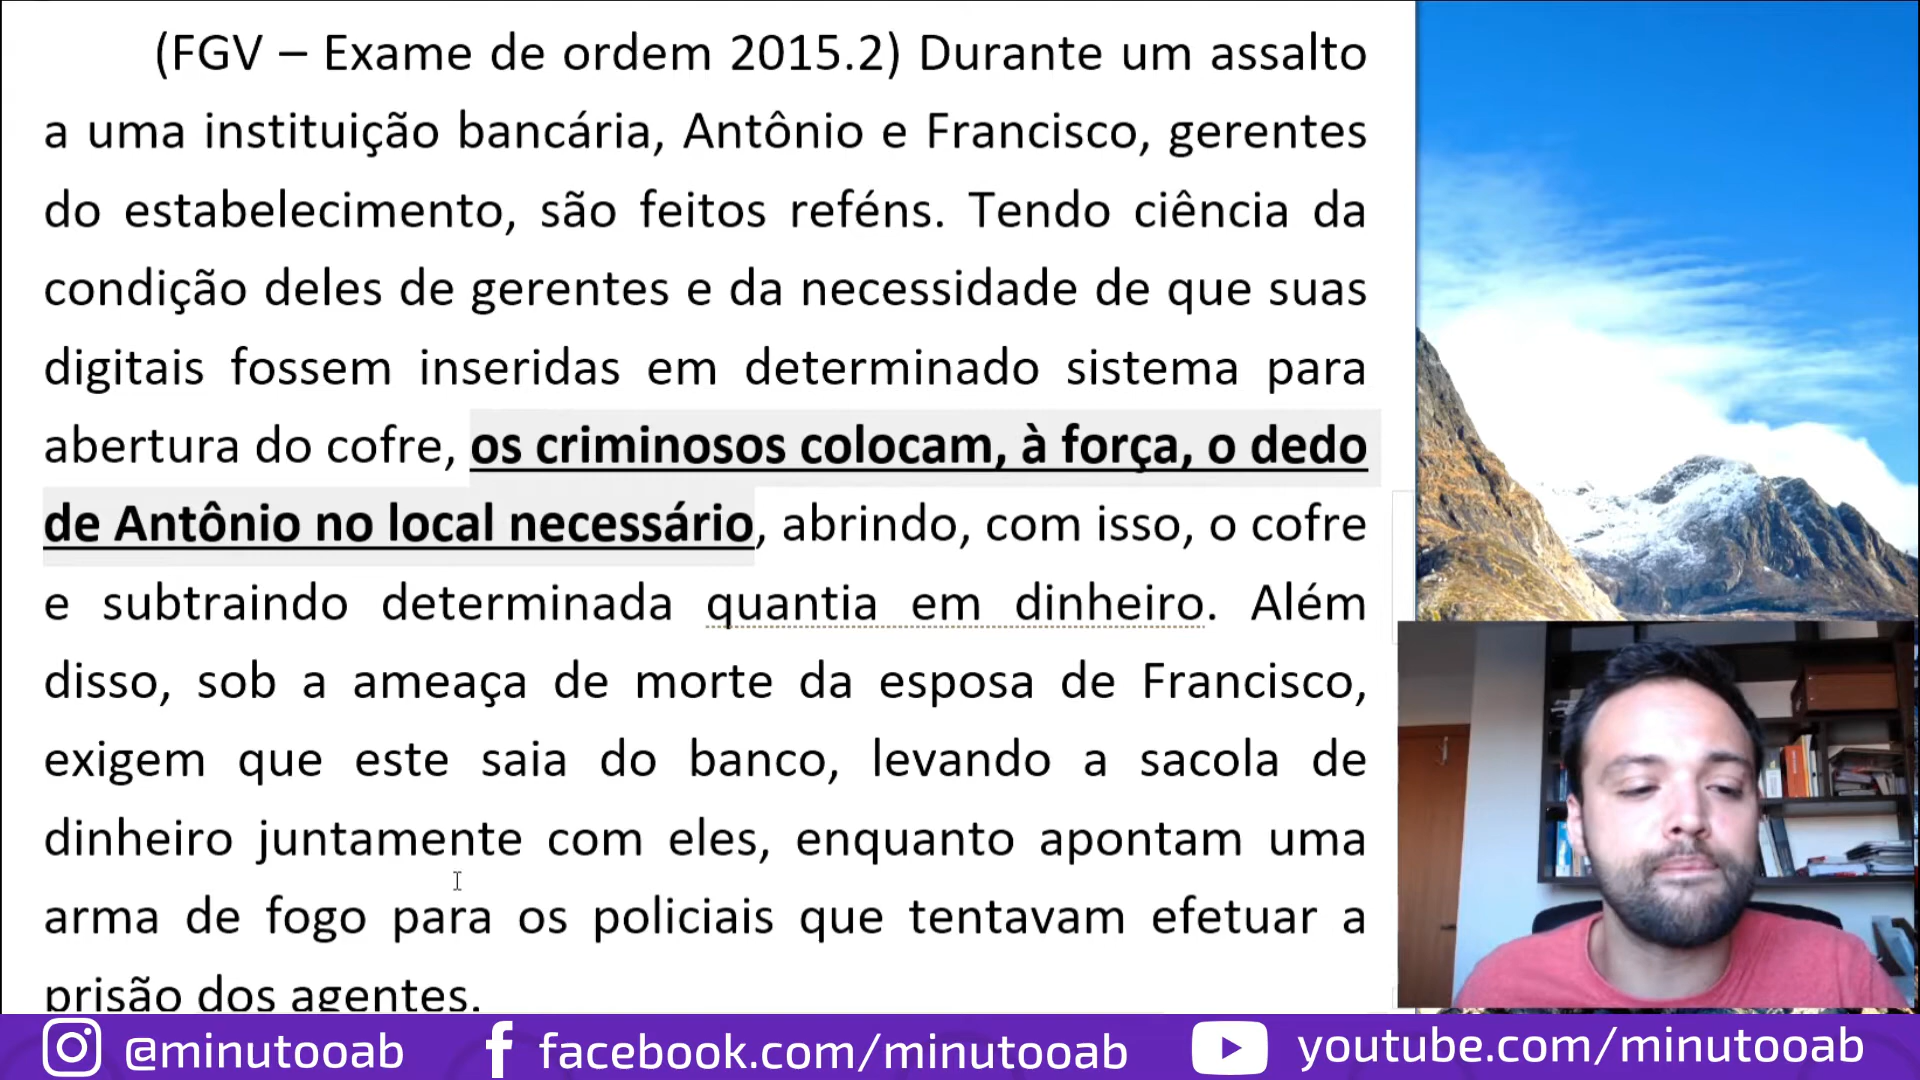 (FGV – Exame de ordem 2015.2) Durante um assalto
a uma instituição bancária, Antônio e Francisco, gerentes
do estabelecimento, são feitos reféns. Tendo ciência da
condição deles de gerentes e da necessidade de que suas
digitais fossem inseridas em determinado sistema para
abertura do cofre, os criminosos colocam, à força, o dedo
de Antônio no local necessário, abrindo, com isso, o cofre
e subtraindo determinada quantia em dinheiro. Além
disso, sob a ameaça de morte da esposa de Francisco,
exigem que este saia do banco, levando a sacola de
dinheiro juntamente com eles, enquanto apontam uma
arma de fogo para os policiais que tentavam efetuar a
prisão dos agentes.
@minutooab facebook.com/minutooab youtube.com/minutooab